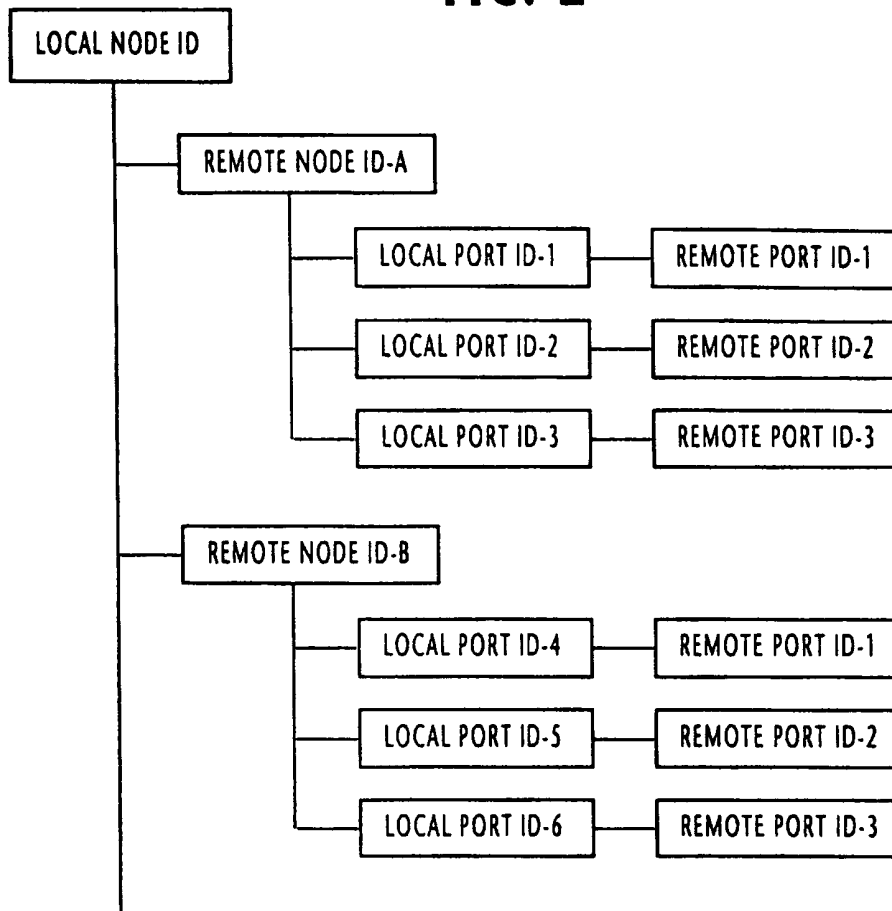 LOCAL NODE ID
REMOTE NODE ID-A
LOCAL PORT ID-1 REMOTE PORT ID-1
LOCAL PORT ID-2 REMOTE PORT ID-2
LOCAL PORT ID-3 REMOTE PORT ID-3
REMOTE NODE ID-B
LOCAL PORT ID-4 REMOTE PORT ID-1
LOCAL PORT ID-5 REMOTE PORT ID-2
LOCAL PORT ID-6 REMOTE PORT ID-3